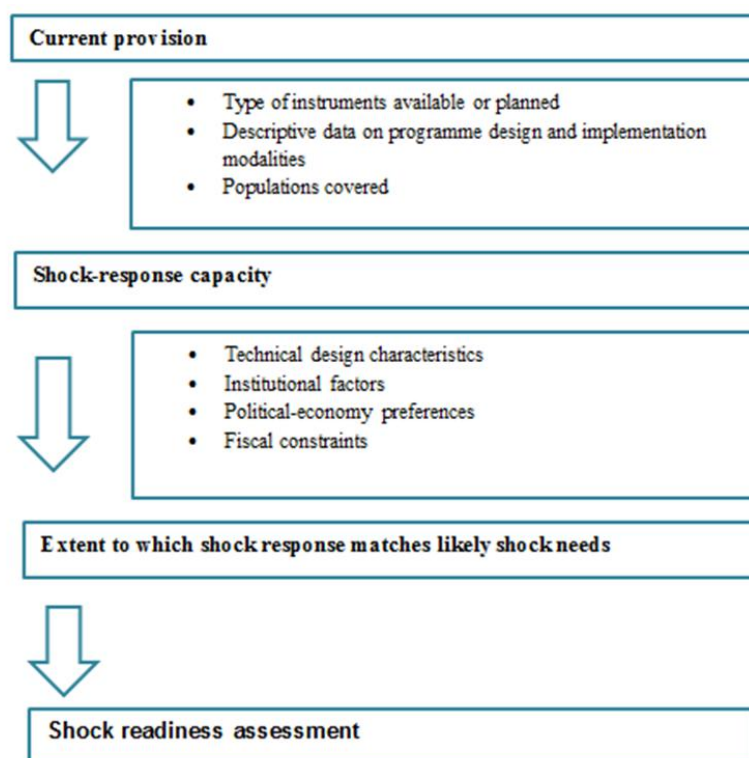 Current provision
• Type of instruments available or planned
• Descriptive data on programme design and implementation
modalities
• Populations covered
Shock-response capacity
• Technical design characteristics
• Institutional factors
• Political-economy preferences
• Fiscal constraints
Extent to which shock response matches likely shock needs
Shock readiness assessment